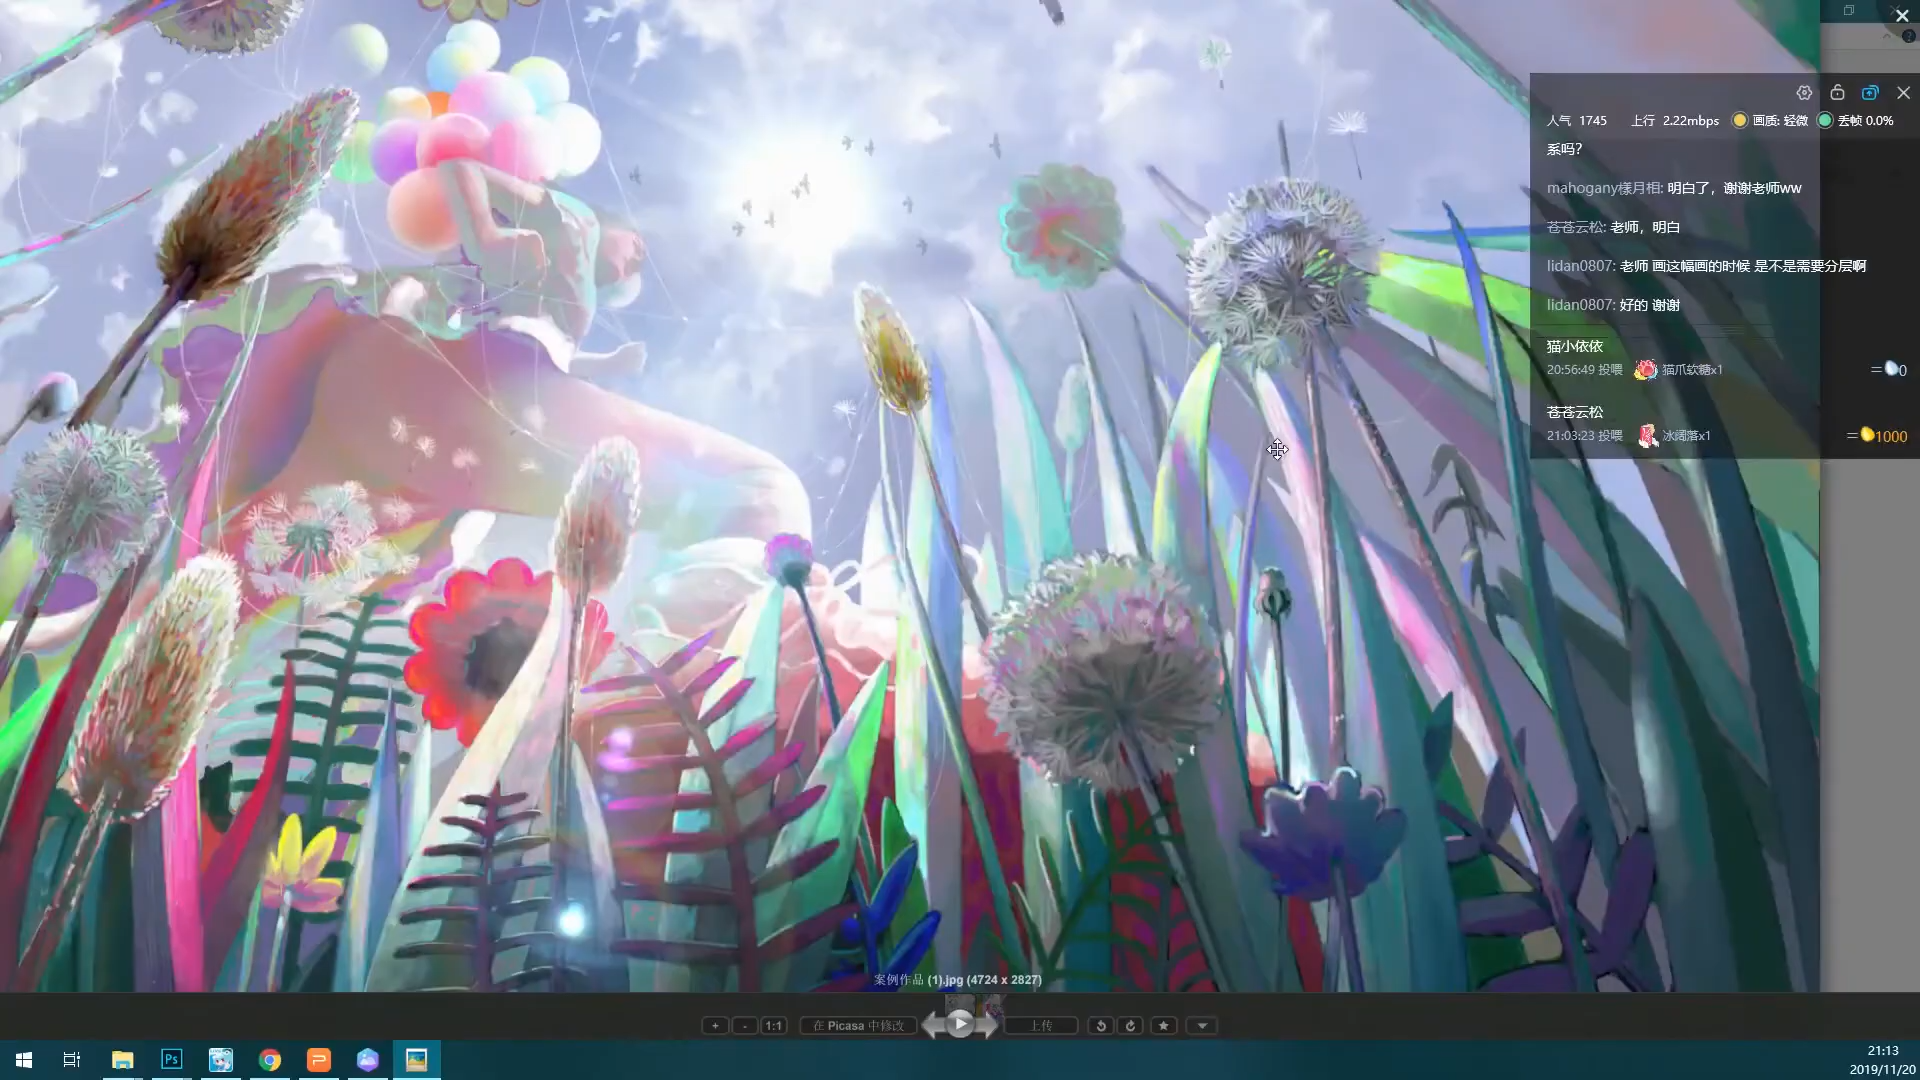 人气 1745 上行 2.22mbps 画质: 轻微 丢帧 0.0%
系吗?
mahogany樣月相: 明白了，谢谢老师ww
苍苍云松: 老师，明白
lidan0807: 老师 画这幅画的时候 是不是需要分层啊
lidan0807: 好的 谢谢
猫小依依
20:56:49 投喂 猫爪软糖x1 =0
苍苍云松
21:03:23 投喂 冰阔落x1 =1000
案例作品 (1).jpg (4724 x 2827)
+ - 1:1 在 Picasa 中修改 上传
Ps
21:13
2019/11/20